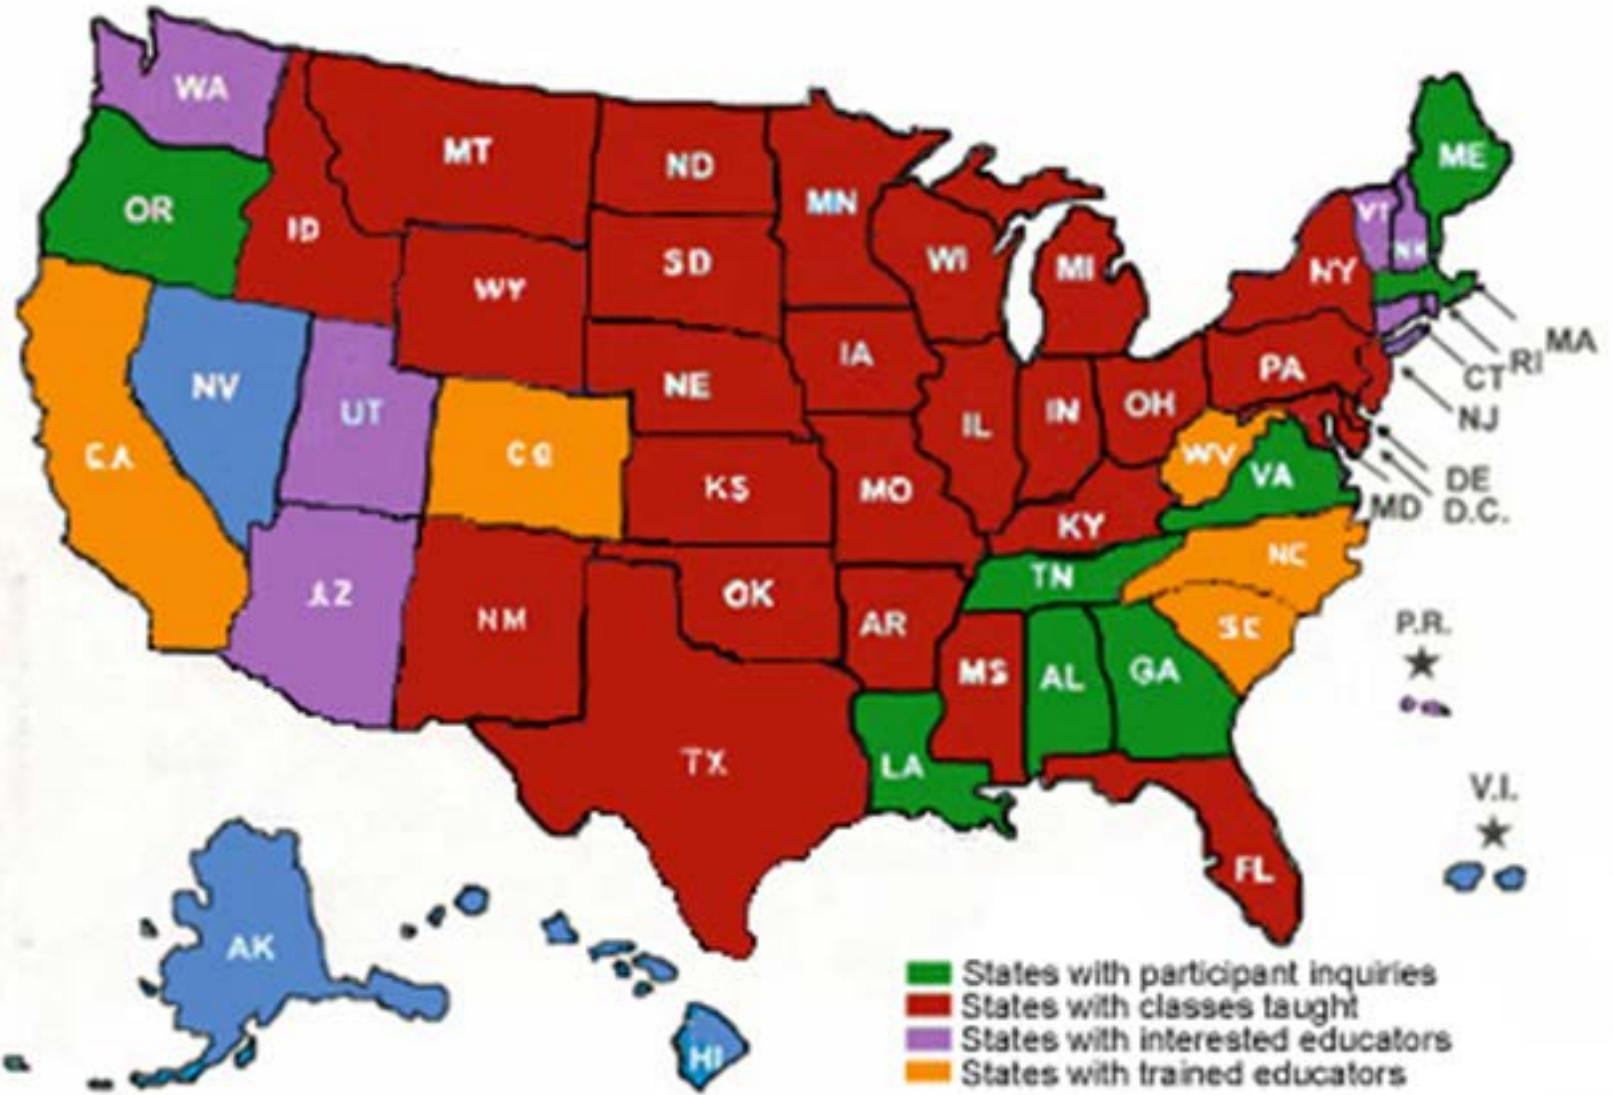 WA
MT
ND
MN
ME
OR
ID
SD
WI
MI
VT
NH
NY
WY
IA
MA
RI
CT
NV
UT
NE
PA
NJ
CA
CO
KS
MO
IL
IN
OH
WV
VA
DE
MD
D.C.
KY
AZ
NM
OK
AR
TN
NC
SC
P.R.
MS
AL
GA
TX
LA
V.I.
FL
AK
HI
States with participant inquiries
States with classes taught
States with interested educators
States with trained educators